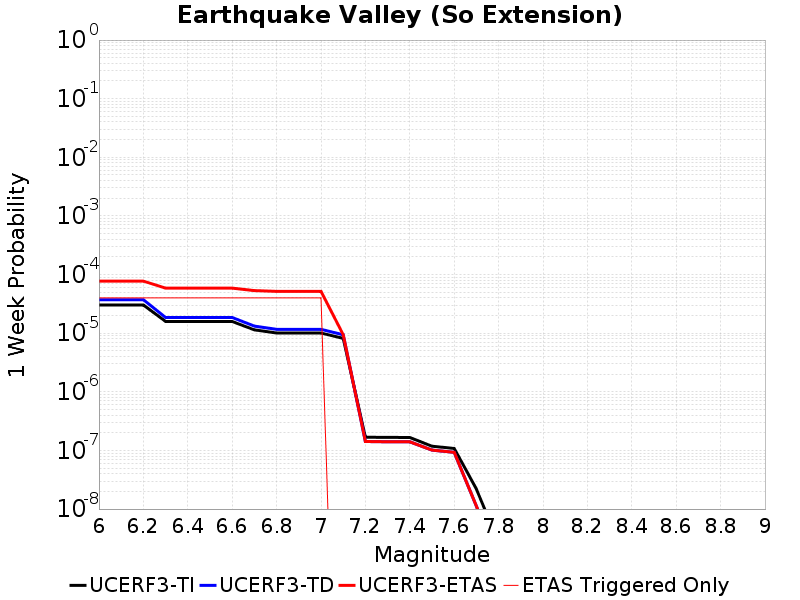 Earthquake Valley (So Extension)
10^0
10^-1
10^-2
10^-3
10^-4
10^-5
10^-6
10^-7
10^-8
1 Week Probability
6 6.2 6.4 6.6 6.8 7 7.2 7.4 7.6 7.8 8 8.2 8.4 8.6 8.8 9
Magnitude
UCERF3-TI UCERF3-TD UCERF3-ETAS ETAS Triggered Only